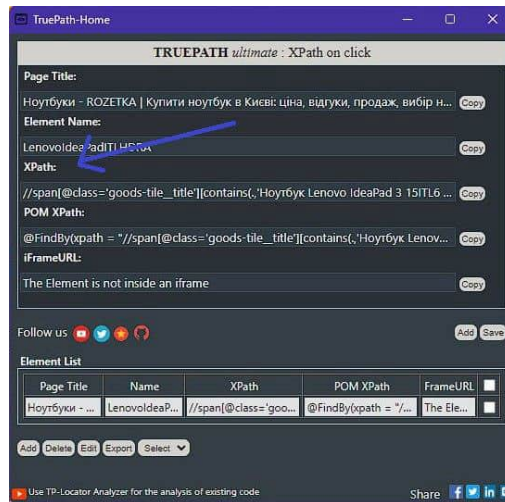 TruePath-Home
TRUEPATH ultimate : XPath on click
Page Title:
Ноутбуки - ROZETKA | Купити ноутбук в Києві: ціна, відгуки, продаж, вибір н... Copy
Element Name:
LenovoIdeaPadITLHDRA Copy
XPath:
//span[@class='goods-tile__title'][contains(.,'Ноутбук Lenovo IdeaPad 3 15ITL6 ... Copy
POM XPath:
@FindBy(xpath = "//span[@class='goods-tile__title'][contains(.,'Ноутбук Lenov... Copy
iFrameURL:
The Element is not inside an iframe Copy
Follow us Add Save
Element List
Page Title Name XPath POM XPath FrameURL
Ноутбуки - ... LenovoIdeaP... //span[@class='goo... @FindBy(xpath = "/... The Ele...
Add Delete Edit Export Select
Use TP-Locator Analyzer for the analysis of existing code Share